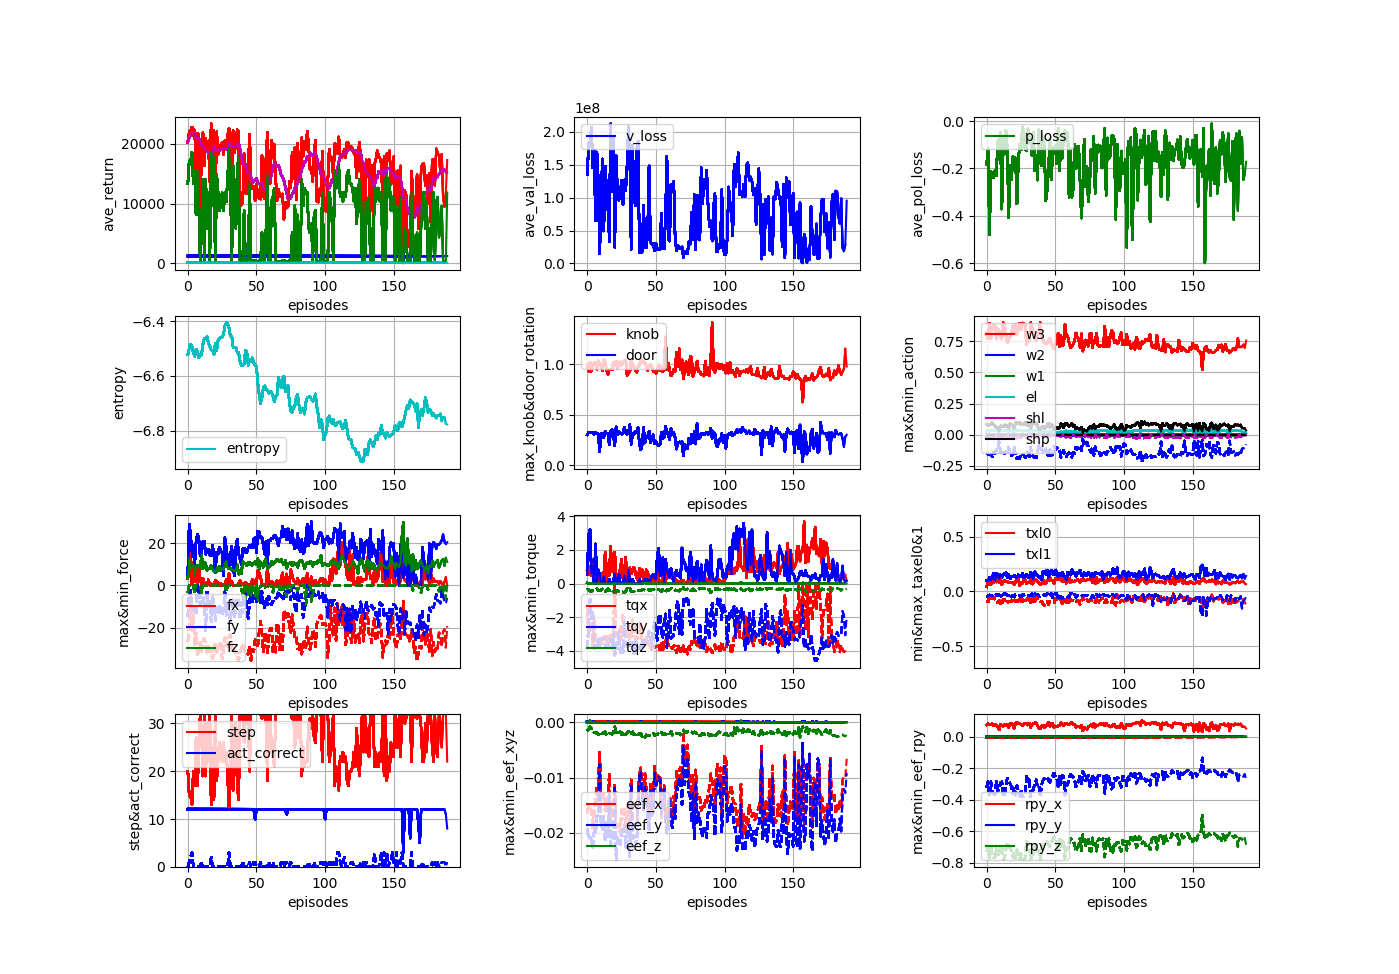 1e8
20000
10000
0
ave_return
0 50 100 150
episodes
2.0
1.5
1.0
0.5
0.0
ave_val_loss
v_loss
0 50 100 150
episodes
0.0
−0.2
−0.4
−0.6
ave_pol_loss
p_loss
0 50 100 150
episodes
−6.4
−6.6
−6.8
entropy
entropy
0 50 100 150
episodes
1.0
0.5
0.0
max_knob&door_rotation
knob
door
0 50 100 150
episodes
0.75
0.50
0.25
0.00
−0.25
max&min_action
w3
w2
w1
el
shl
shp
0 50 100 150
episodes
20
0
−20
max&min_force
fx
fy
fz
0 50 100 150
episodes
4
2
0
−2
−4
max&min_torque
tqx
tqy
tqz
0 50 100 150
episodes
0.5
0.0
−0.5
min&max_taxel0&1
txl0
txl1
0 50 100 150
episodes
30
20
10
0
step&act_correct
step
act_correct
0 50 100 150
episodes
0.00
−0.01
−0.02
max&min_eef_xyz
eef_x
eef_y
eef_z
0 50 100 150
episodes
0.0
−0.2
−0.4
−0.6
−0.8
max&min_eef_rpy
rpy_x
rpy_y
rpy_z
0 50 100 150
episodes